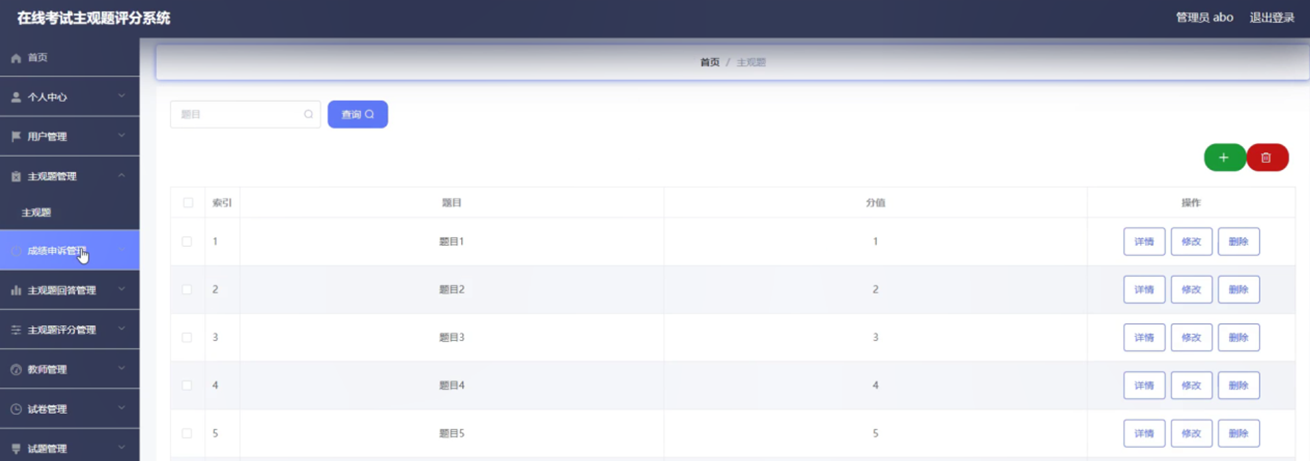 在线考试主观题评分系统
管理员 abo 退出登录
首页
个人中心
用户管理
主观题管理
主观题
成绩申诉管理
主观题回答管理
主观题评分管理
教师管理
试卷管理
试题管理
首页 / 主观题
题目 查询
索引 题目 分值 操作
1 题目1 1 详情 修改 删除
2 题目2 2 详情 修改 删除
3 题目3 3 详情 修改 删除
4 题目4 4 详情 修改 删除
5 题目5 5 详情 修改 删除